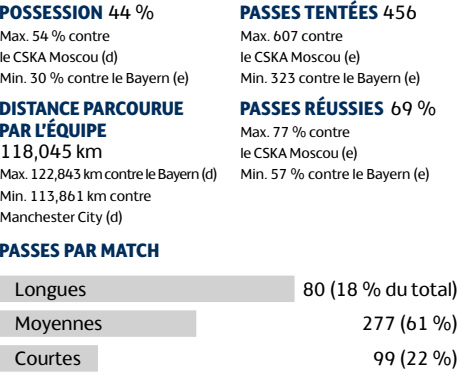 POSSESSION 44 %
Max. 54 % contre
le CSKA Moscou (d)
Min. 30 % contre le Bayern (e)
DISTANCE PARCOURUE
PAR L'ÉQUIPE
118,045 km
Max. 122,843 km contre le Bayern (d)
Min. 113,861 km contre
Manchester City (d)
PASSES TENTÉES 456
Max. 607 contre
le CSKA Moscou (e)
Min. 323 contre le Bayern (e)
PASSES RÉUSSIES 69 %
Max. 77 % contre
le CSKA Moscou (e)
Min. 57 % contre le Bayern (e)
PASSES PAR MATCH
Longues 80 (18 % du total)
Moyennes 277 (61 %)
Courtes 99 (22 %)